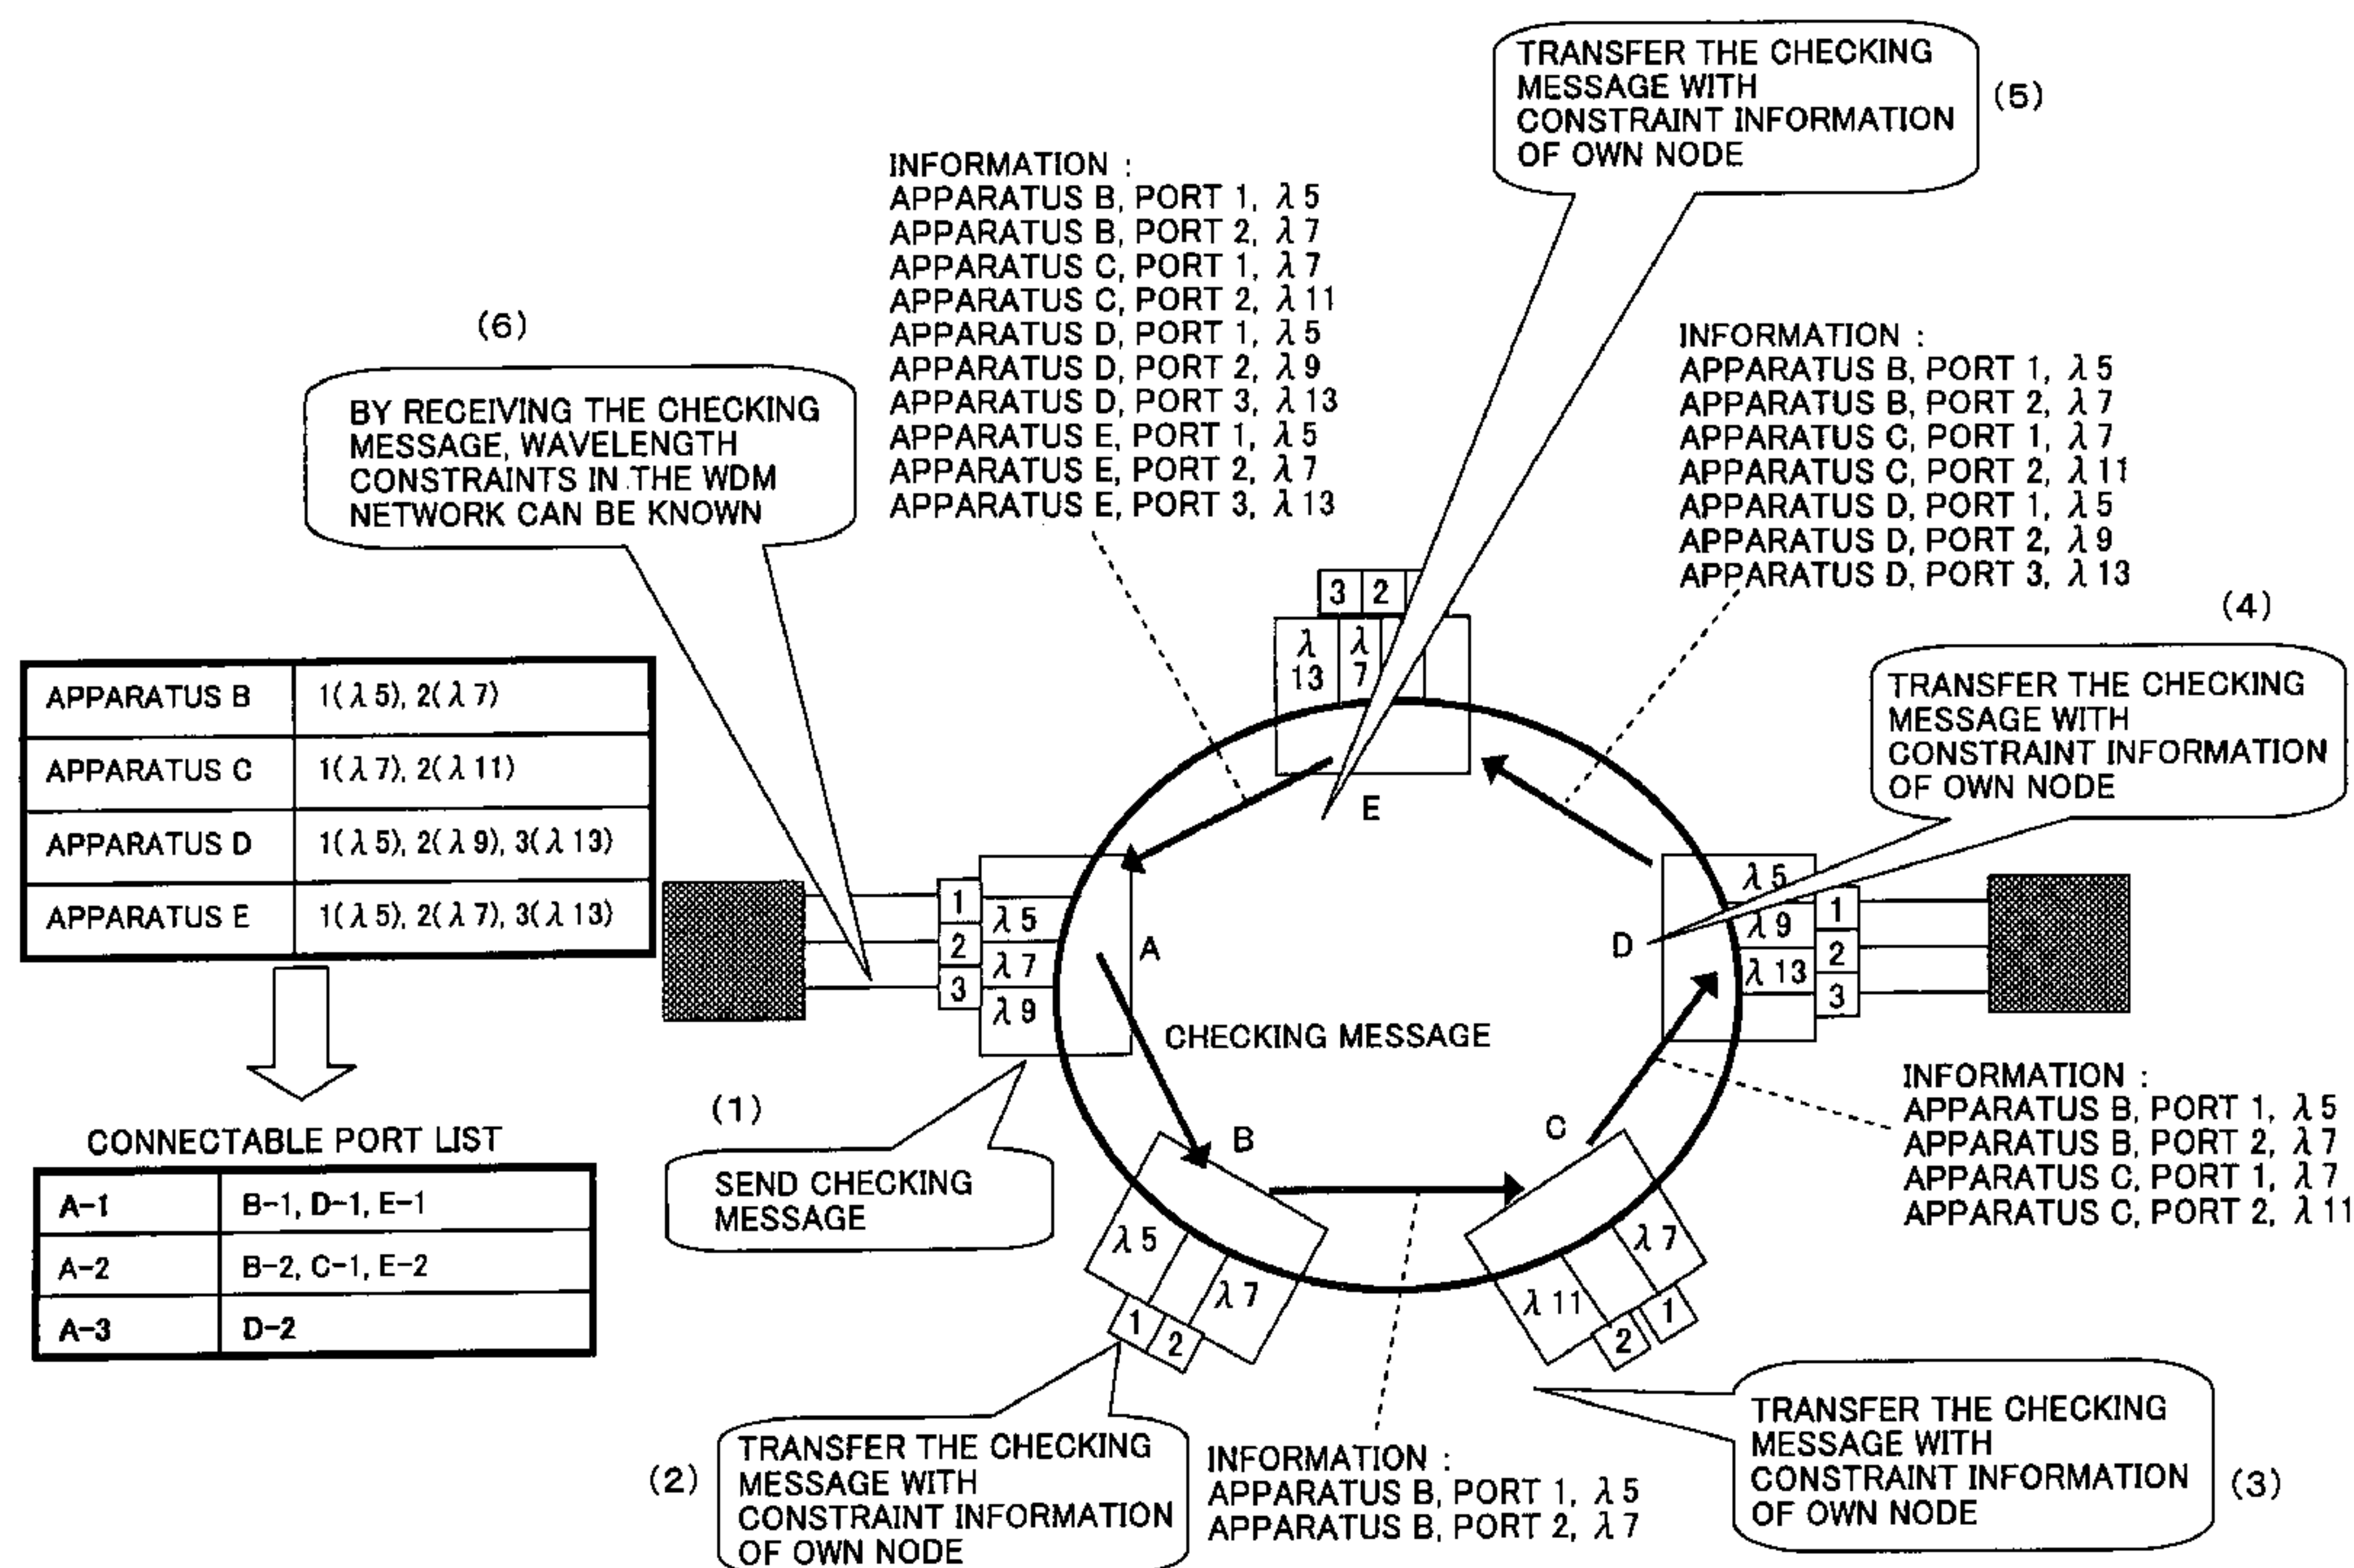 TRANSFER THE CHECKING
MESSAGE WITH
CONSTRAINT INFORMATION
OF OWN NODE
(5)
INFORMATION :
APPARATUS B, PORT 1, λ5
APPARATUS B, PORT 2, λ7
APPARATUS C, PORT 1, λ7
APPARATUS C, PORT 2, λ11
APPARATUS D, PORT 1, λ5
APPARATUS D, PORT 2, λ9
APPARATUS D, PORT 3, λ13
APPARATUS E, PORT 1, λ5
APPARATUS E, PORT 2, λ7
APPARATUS E, PORT 3, λ13
(6)
BY RECEIVING THE CHECKING
MESSAGE, WAVELENGTH
CONSTRAINTS IN THE WDM
NETWORK CAN BE KNOWN
INFORMATION :
APPARATUS B, PORT 1, λ5
APPARATUS B, PORT 2, λ7
APPARATUS C, PORT 1, λ7
APPARATUS C, PORT 2, λ11
APPARATUS D, PORT 1, λ5
APPARATUS D, PORT 2, λ9
APPARATUS D, PORT 3, λ13
(4)
TRANSFER THE CHECKING
MESSAGE WITH
CONSTRAINT INFORMATION
OF OWN NODE
3 2
λ λ
13 7
E
APPARATUS B 1(λ5), 2(λ7)
APPARATUS C 1(λ7), 2(λ11)
APPARATUS D 1(λ5), 2(λ9), 3(λ13)
APPARATUS E 1(λ5), 2(λ7), 3(λ13)
1
λ5
2
λ7
3
λ9
A
D
λ5
1
λ9
2
λ13
3
CHECKING MESSAGE
CONNECTABLE PORT LIST
A-1 B-1, D-1, E-1
A-2 B-2, C-1, E-2
A-3 D-2
(1)
SEND CHECKING
MESSAGE
B
λ5
λ7
1
2
C
λ7
λ11
1
2
INFORMATION :
APPARATUS B, PORT 1, λ5
APPARATUS B, PORT 2, λ7
APPARATUS C, PORT 1, λ7
APPARATUS C, PORT 2, λ11
(2)
TRANSFER THE CHECKING
MESSAGE WITH
CONSTRAINT INFORMATION
OF OWN NODE
INFORMATION :
APPARATUS B, PORT 1, λ5
APPARATUS B, PORT 2, λ7
TRANSFER THE CHECKING
MESSAGE WITH
CONSTRAINT INFORMATION
OF OWN NODE
(3)